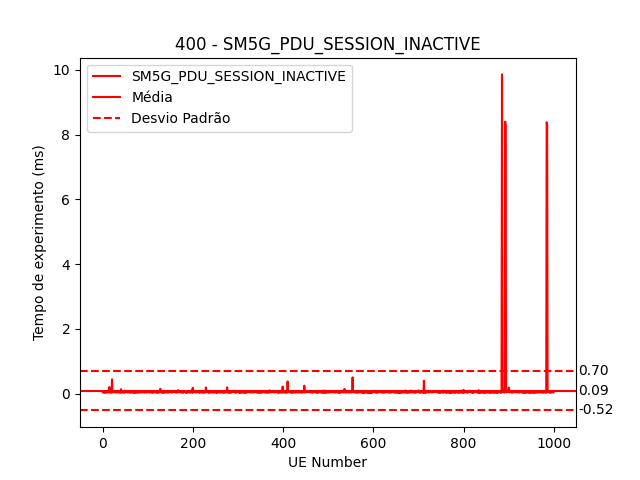 400 - SM5G_PDU_SESSION_INACTIVE
SM5G_PDU_SESSION_INACTIVE
Média
Desvio Padrão
Tempo de experimento (ms)
10
8
6
4
2
0
0.70
0.09
-0.52
0 200 400 600 800 1000
UE Number